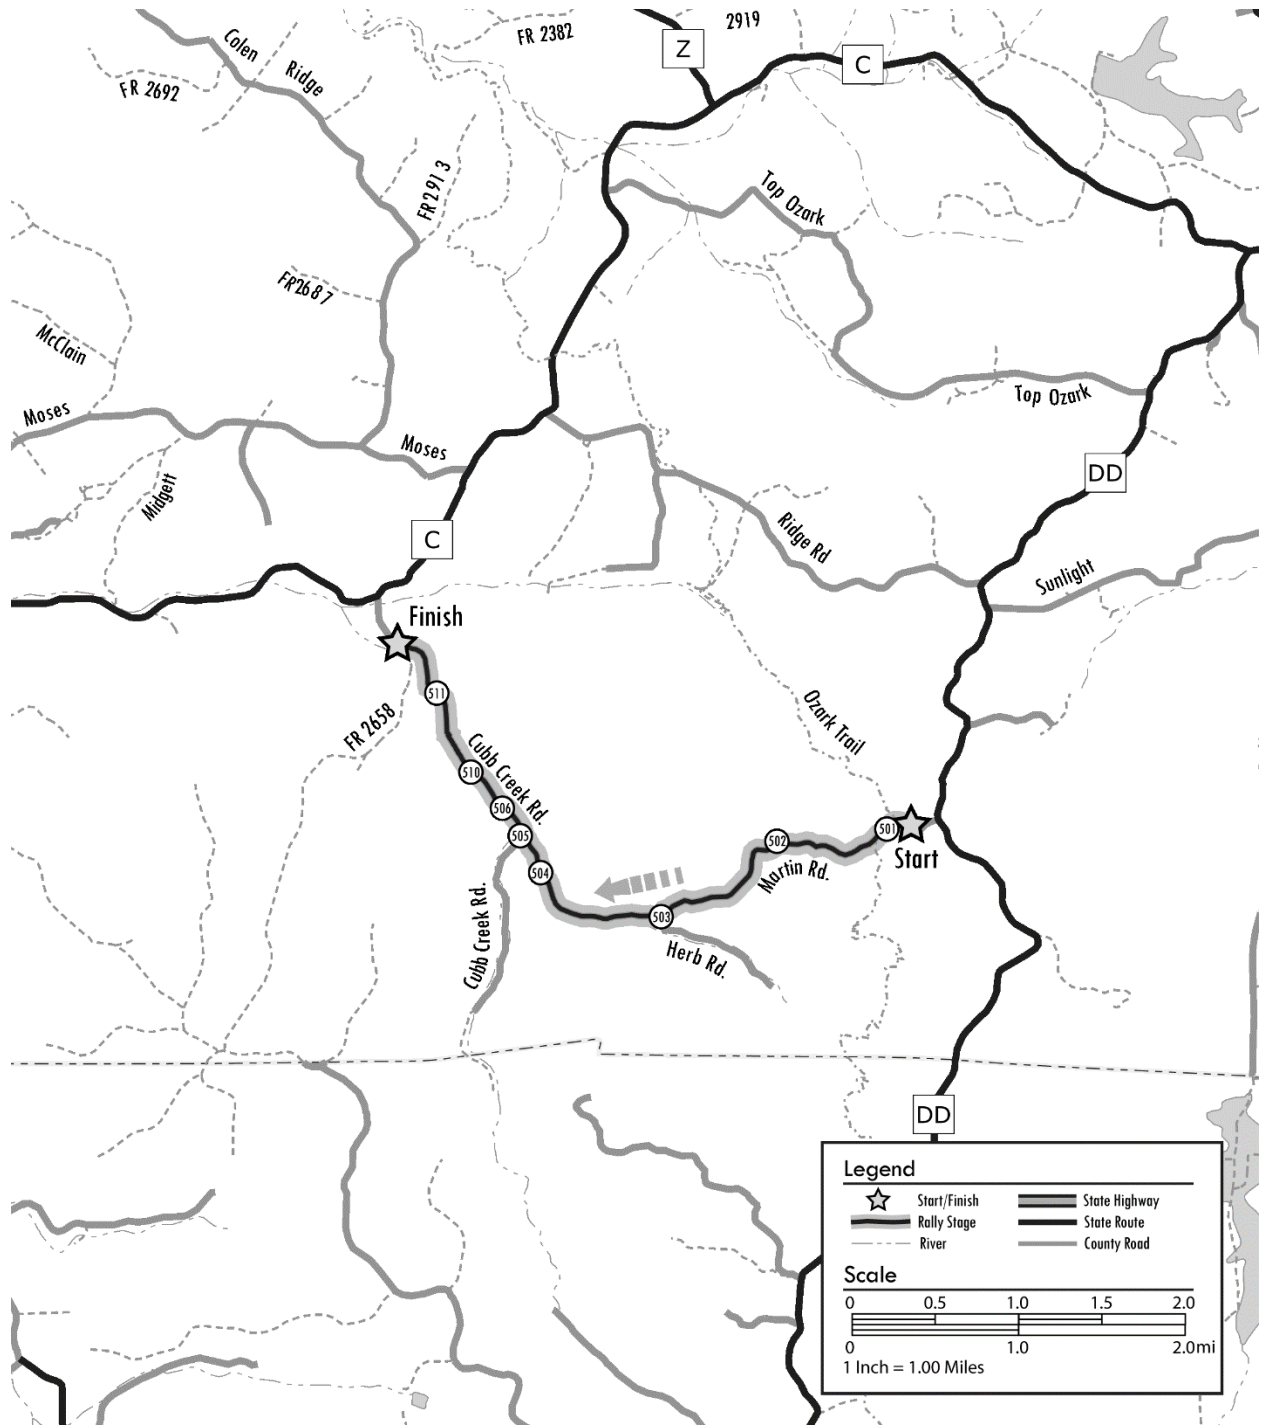 2919
FR 2382
Z
C
Colen
Ridge
FR 2692
FR 2913
Top Ozark
FR2687
McClain
Moses
Moses
Top Ozark
DD
Midgett
C
Ridge Rd
Sunlight
Finish
511
FR 2658
Ozark Trail
Cubb Creek Rd.
510
506
505
504
501
502
Start
Martin Rd.
503
Herb Rd.
Cubb Creek Rd.
DD
Legend
Start/Finish
State Highway
Rally Stage
State Route
River
County Road
Scale
0 0.5 1.0 1.5 2.0
0 1.0 2.0mi
1 Inch = 1.00 Miles